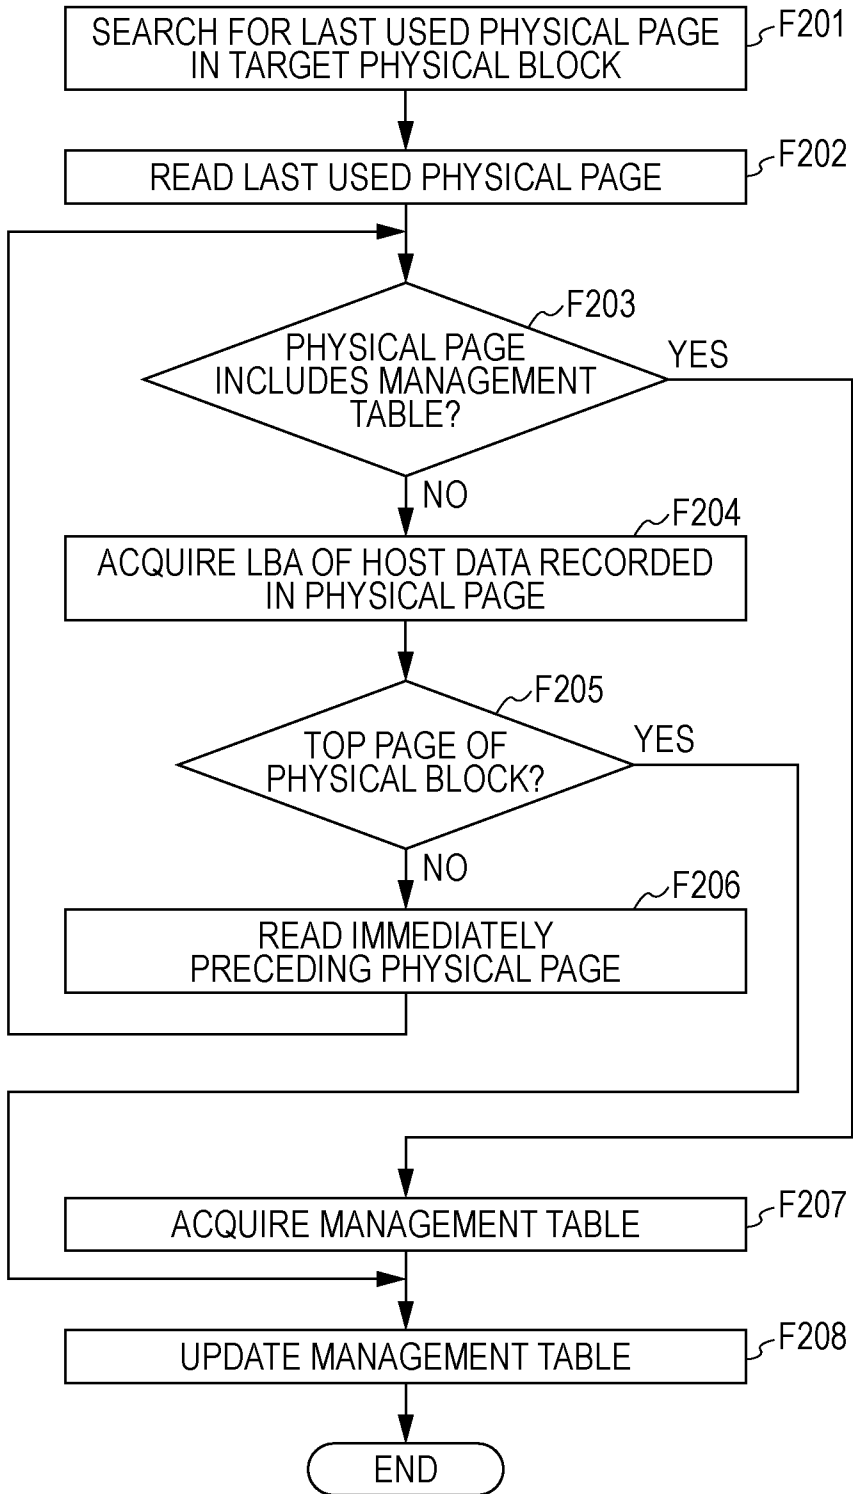 SEARCH FOR LAST USED PHYSICAL PAGE
IN TARGET PHYSICAL BLOCK
F201
READ LAST USED PHYSICAL PAGE
F202
F203
PHYSICAL PAGE
INCLUDES MANAGEMENT
TABLE?
YES
NO
F204
ACQUIRE LBA OF HOST DATA RECORDED
IN PHYSICAL PAGE
F205
TOP PAGE OF
PHYSICAL BLOCK?
YES
NO
F206
READ IMMEDIATELY
PRECEDING PHYSICAL PAGE
ACQUIRE MANAGEMENT TABLE
F207
UPDATE MANAGEMENT TABLE
F208
END